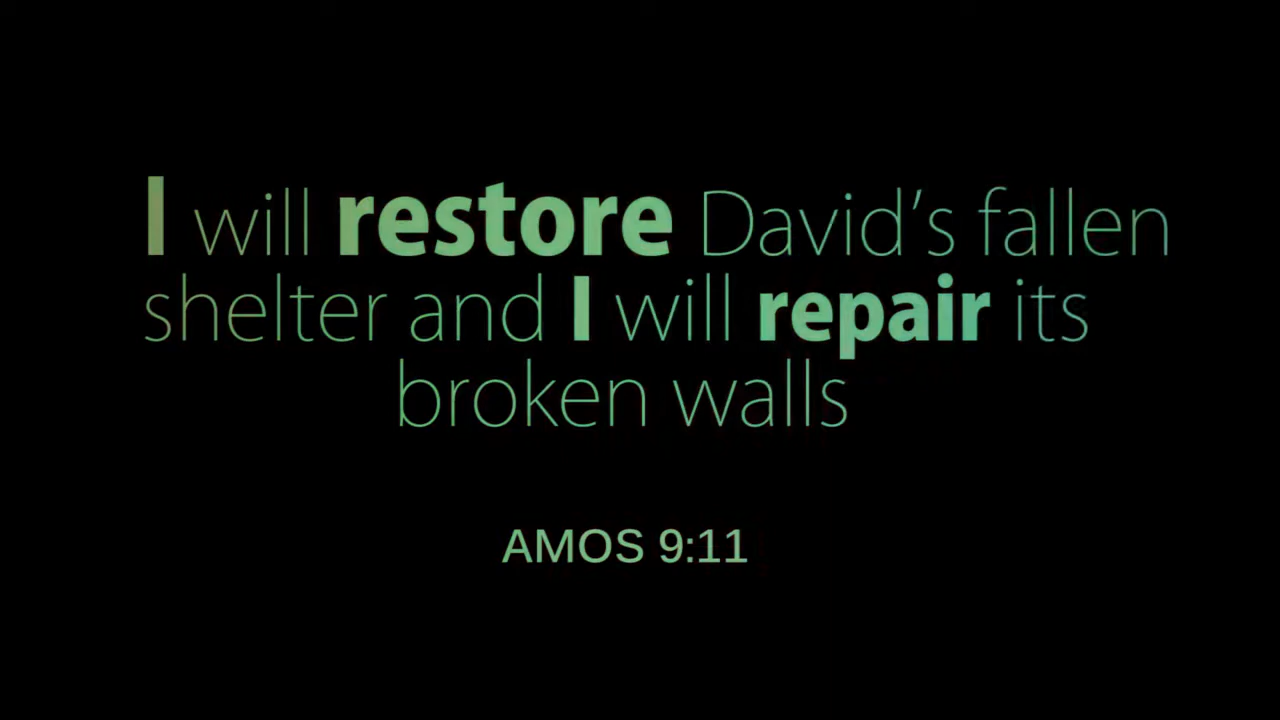 I will restore David’s fallen
shelter and I will repair its
broken walls
AMOS 9:11